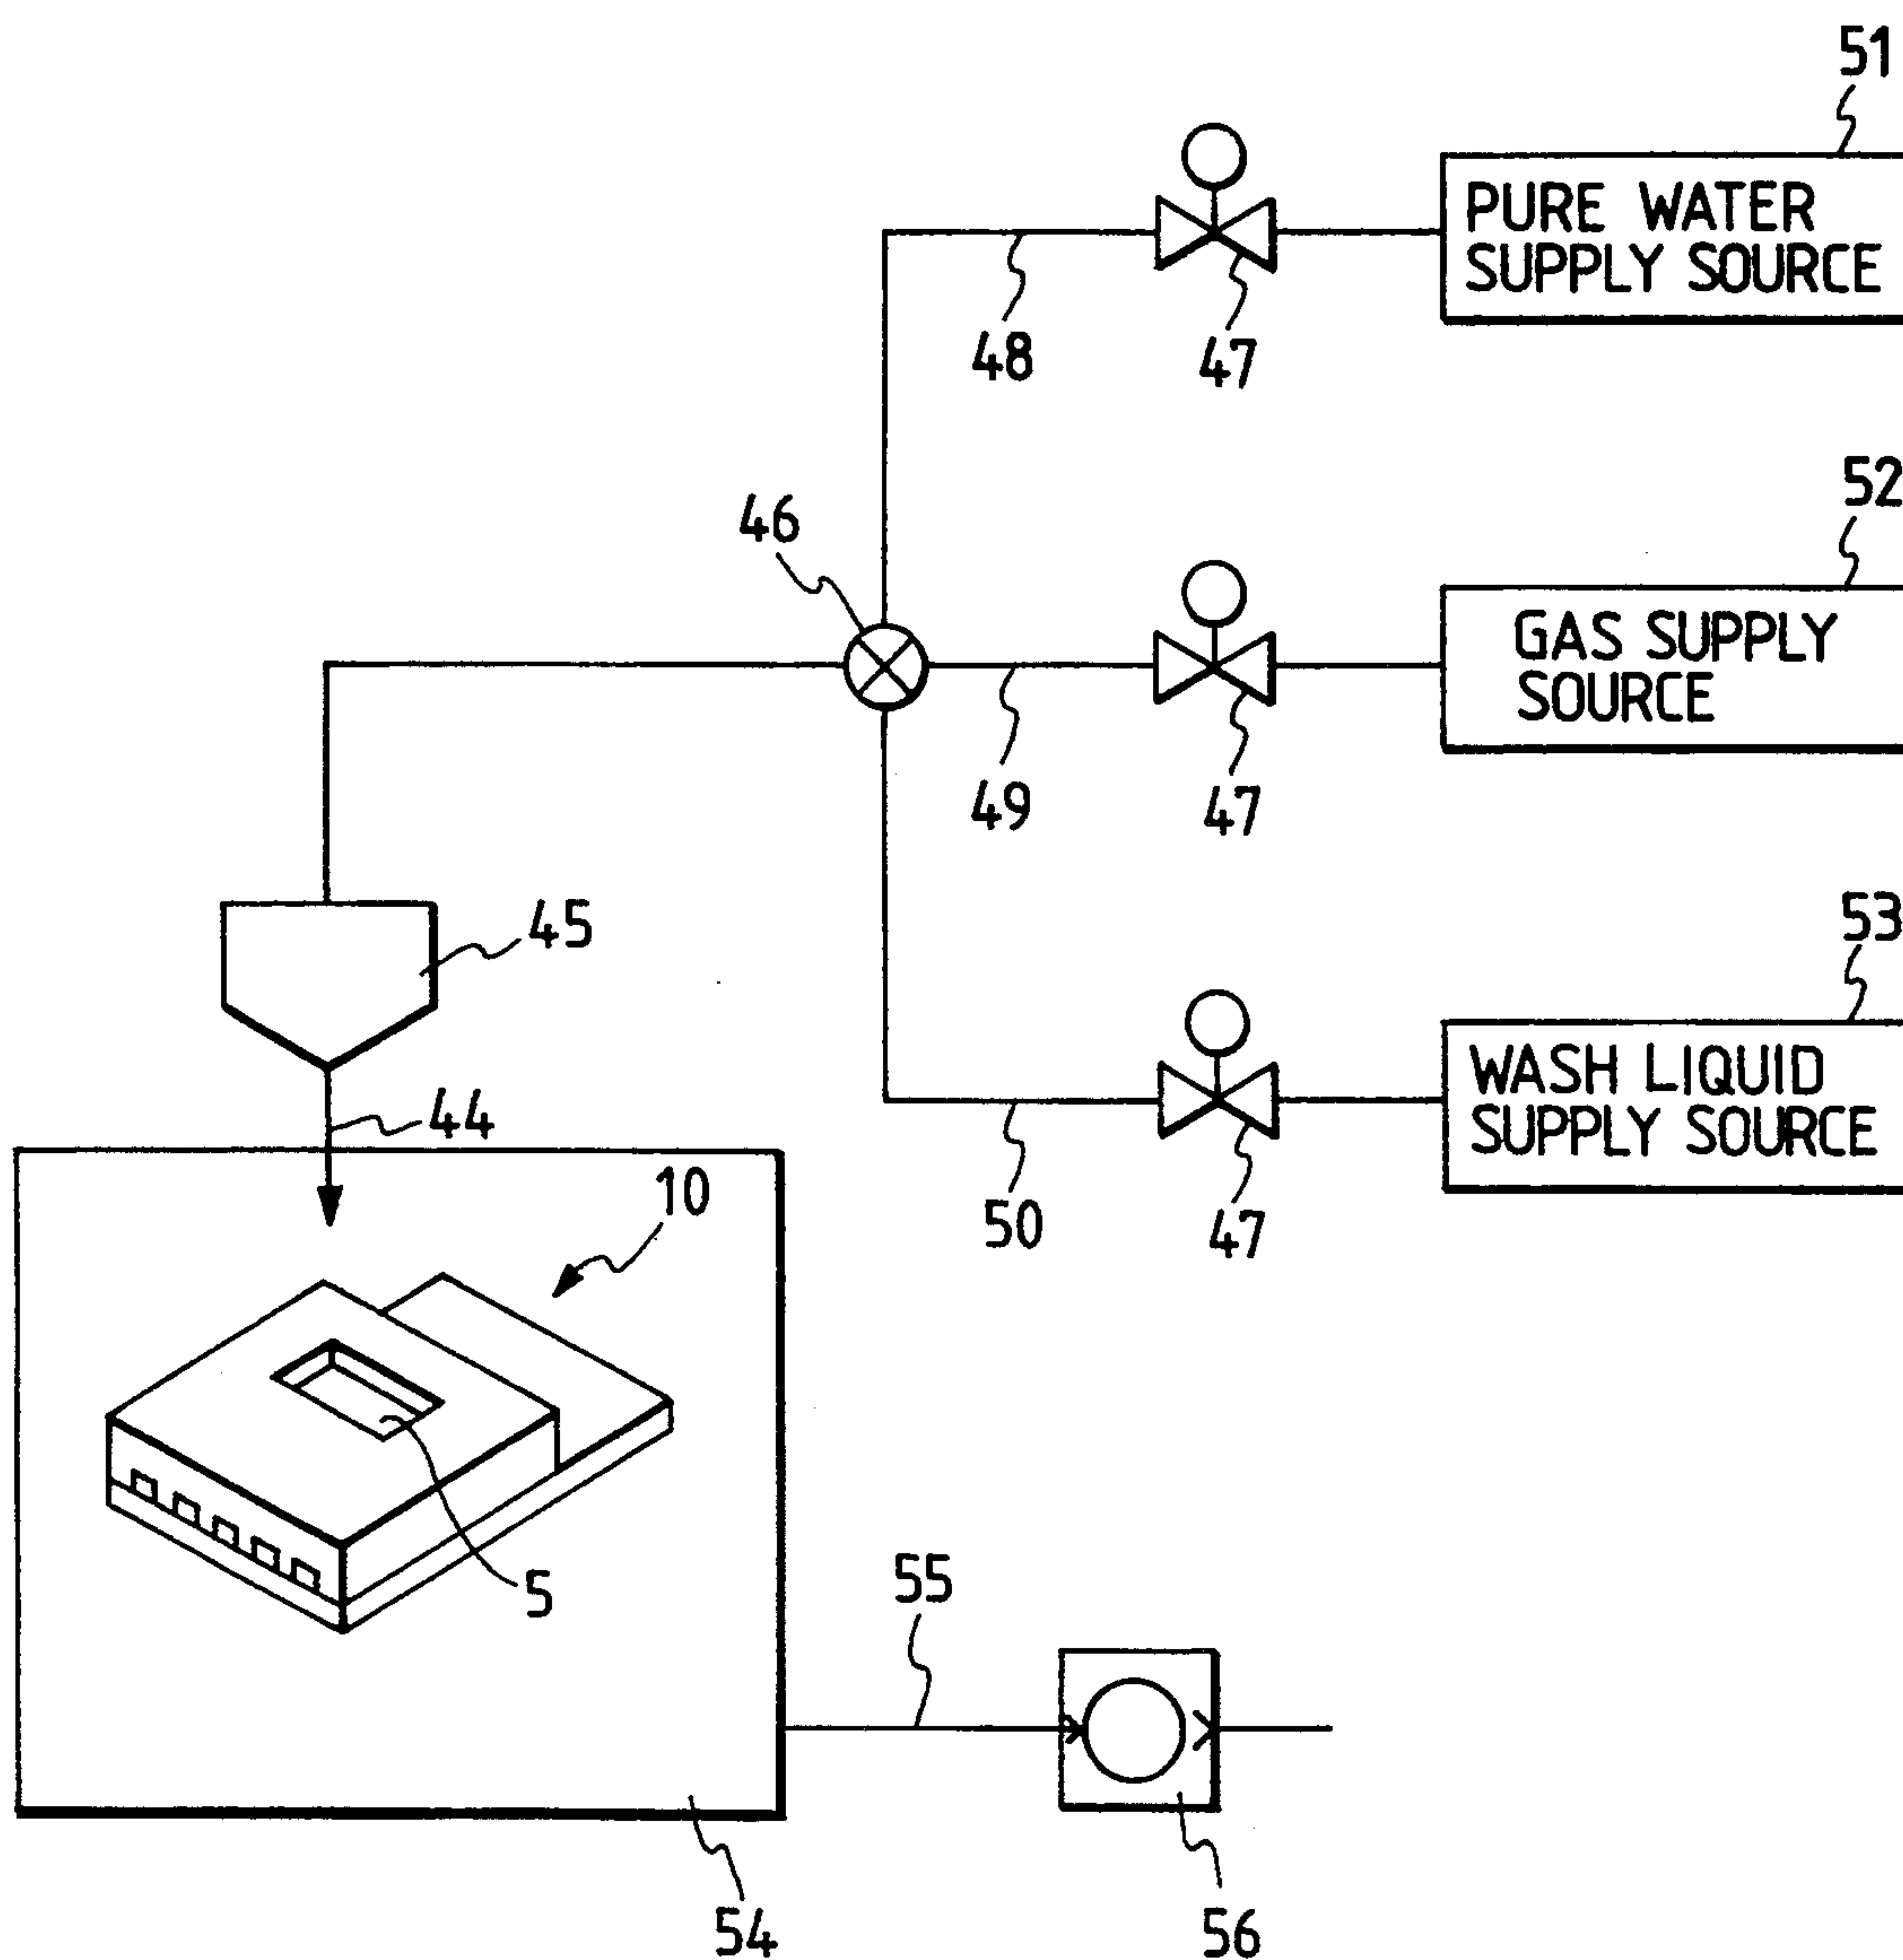 51
PURE WATER
SUPPLY SOURCE
48
47
52
46
GAS SUPPLY
SOURCE
49
47
53
45
WASH LIQUID
SUPPLY SOURCE
44
10
50
47
5
55
54
56